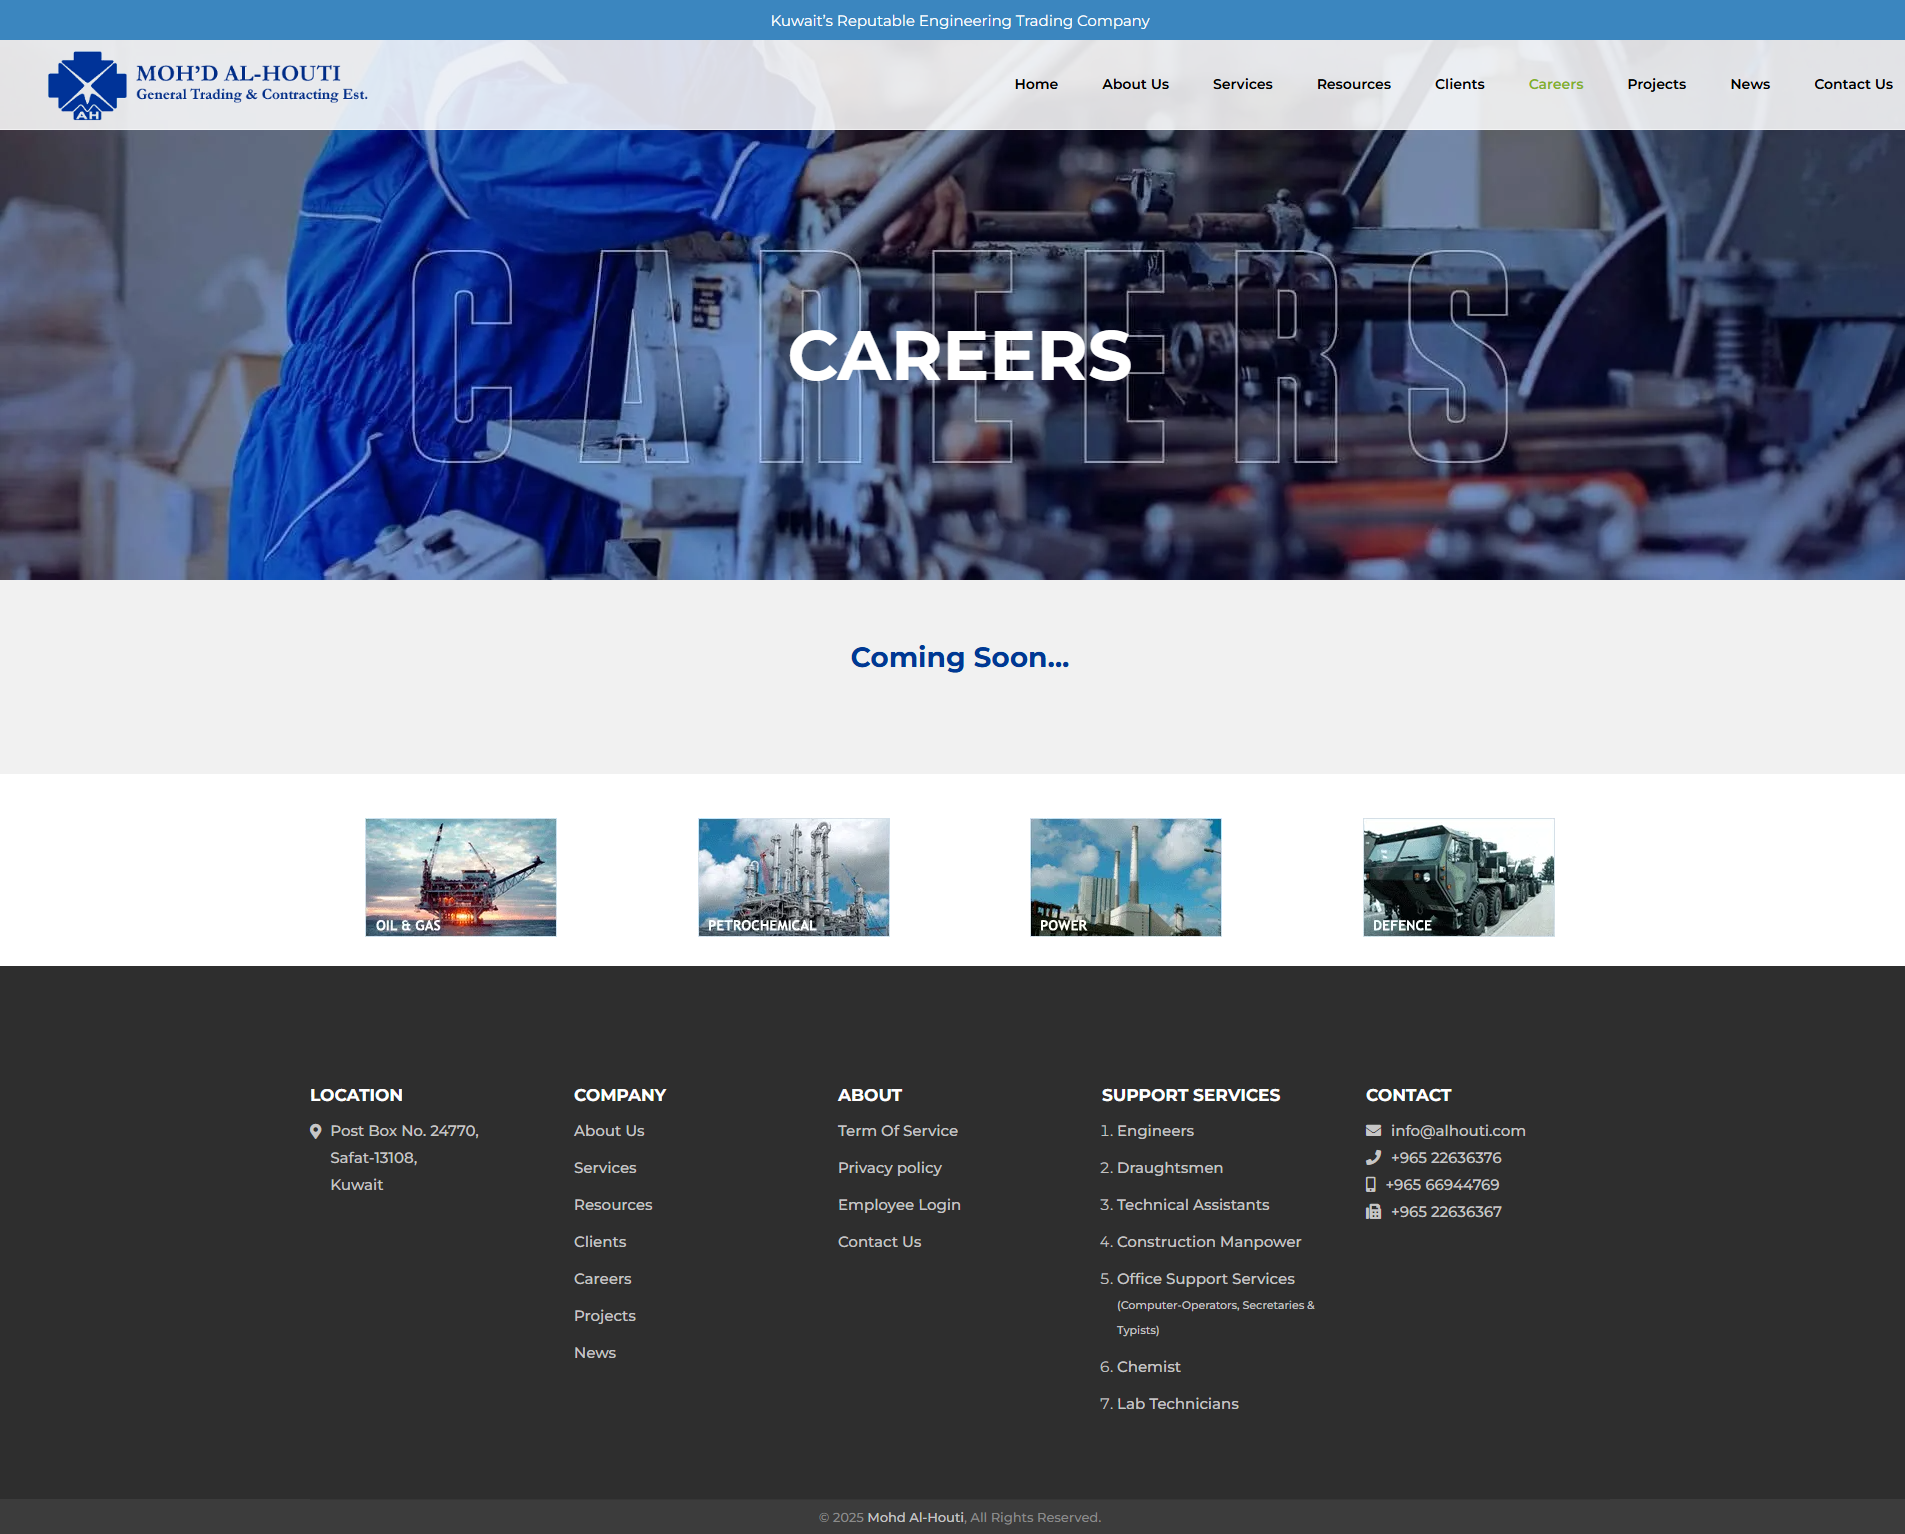 Kuwait's Reputable Engineering Trading Company
MOH'D AL-HOUTI
General Trading & Contracting Est.
AH
Home About Us Services Resources Clients Careers Projects News Contact Us
CAREERS
CAREERS
Coming Soon...
OIL & GAS
PETROCHEMICAL
POWER
DEFENCE
LOCATION
Post Box No. 24770,
Safat-13108,
Kuwait
COMPANY
About Us
Services
Resources
Clients
Careers
Projects
News
ABOUT
Term Of Service
Privacy policy
Employee Login
Contact Us
SUPPORT SERVICES
1. Engineers
2. Draughtsmen
3. Technical Assistants
4. Construction Manpower
5. Office Support Services
(Computer-Operators, Secretaries &
Typists)
6. Chemist
7. Lab Technicians
CONTACT
info@alhouti.com
+965 22636376
+965 66944769
+965 22636367
© 2025 Mohd Al-Houti, All Rights Reserved.